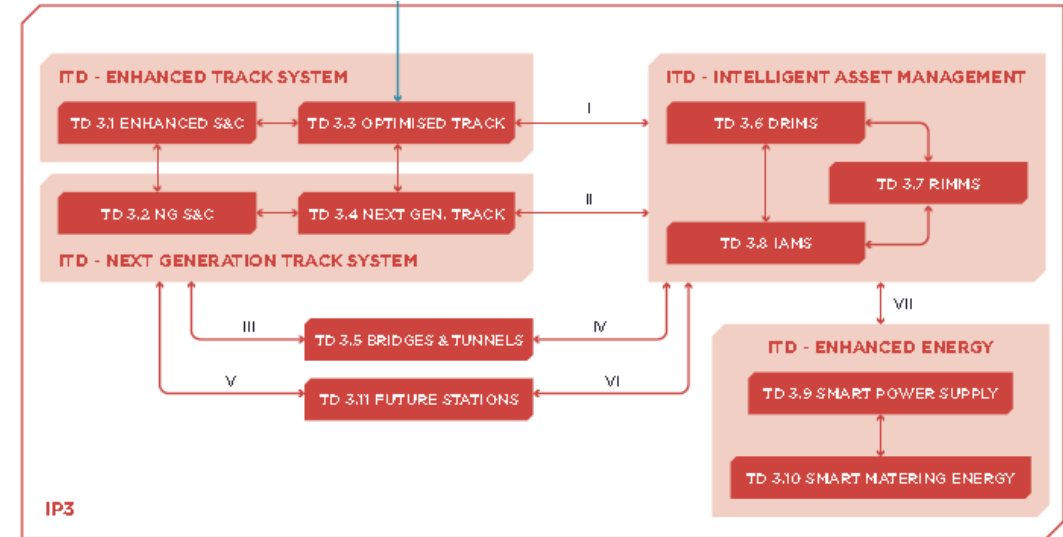 ITD - ENHANCED TRACK SYSTEM
TD 3.1 ENHANCED S&C
TD 3.3 OPTIMISED TRACK
I
ITD - INTELLIGENT ASSET MANAGEMENT
TD 3.6 DRIMS
TD 3.7 RIMMS
TD 3.2 NG S&C
TD 3.4 NEXT GEN. TRACK
II
TD 3.8 IAMS
ITD - NEXT GENERATION TRACK SYSTEM
III
TD 3.5 BRIDGES & TUNNELS
IV
VII
V
TD 3.11 FUTURE STATIONS
VI
ITD - ENHANCED ENERGY
TD 3.9 SMART POWER SUPPLY
TD 3.10 SMART MATERING ENERGY
IP3